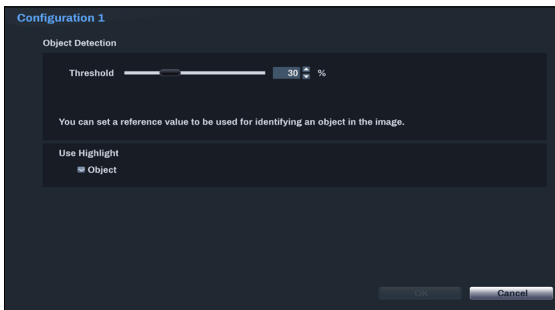 Configuration 1
Object Detection
Threshold 30 %
You can set a reference value to be used for identifying an object in the image.
Use Highlight
Object
OK Cancel